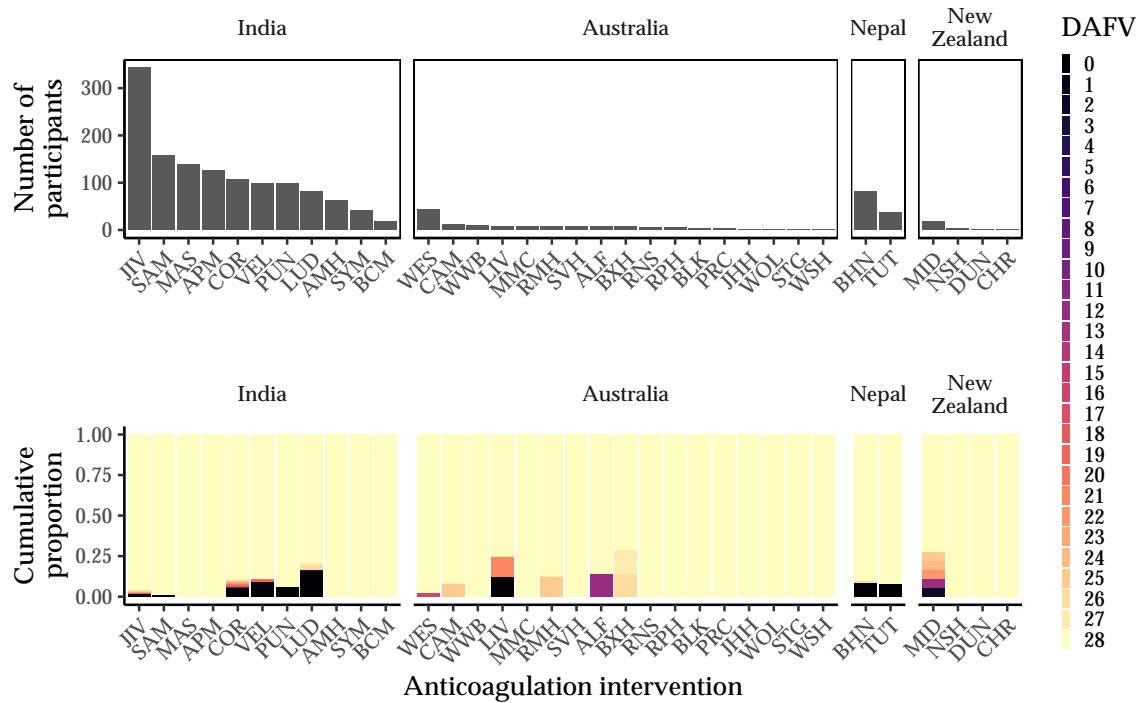 India
Australia
Nepal
New
Zealand
DAFV
Number of
participants
300
200
100
0
JIV
SAM
MAS
APM
COR
VEL
PUN
LUD
AMH
SYM
BCM
WES
CAM
WWB
LIV
MMC
RMH
SVH
ALF
BXH
RNS
RPH
BLK
PRC
JHH
WOL
STG
WSH
BHN
TUT
MID
NSH
DUN
CHR
India
Australia
Nepal
New
Zealand
Cumulative
proportion
1.00
0.75
0.50
0.25
0.00
JIV
SAM
MAS
APM
COR
VEL
PUN
LUD
AMH
SYM
BCM
WES
CAM
WWB
LIV
MMC
RMH
SVH
ALF
BXH
RNS
RPH
BLK
PRC
JHH
WOL
STG
WSH
BHN
TUT
MID
NSH
DUN
CHR
Anticoagulation intervention
0
1
2
3
4
5
6
7
8
9
10
11
12
13
14
15
16
17
18
19
20
21
22
23
24
25
26
27
28